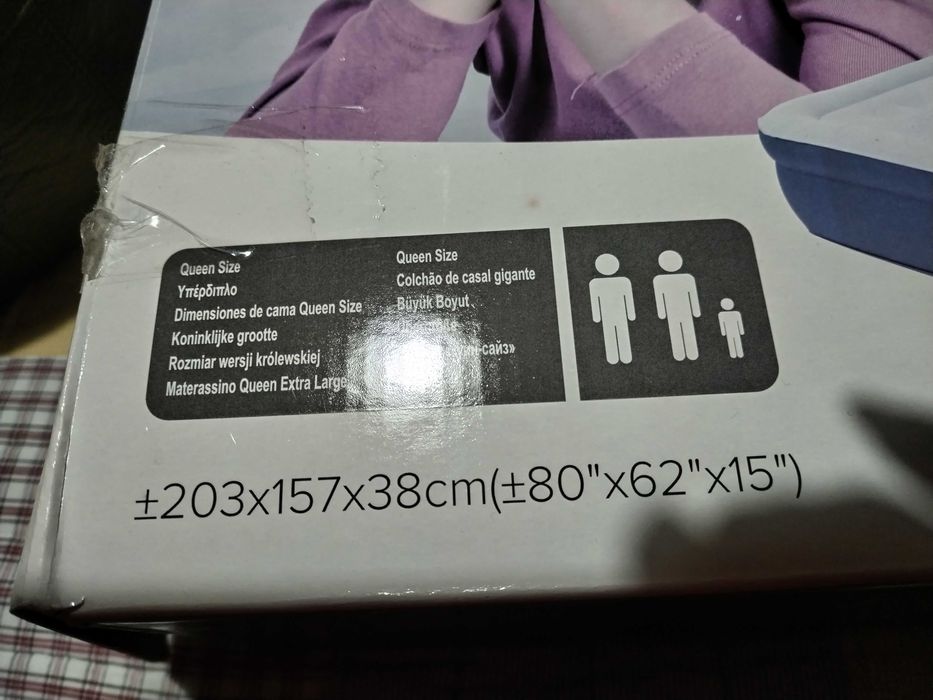 Queen Size
Υπέρδιπλο
Dimensiones de cama Queen Size
Koninklijke grootte
Rozmiar wersji królewskiej
Materassino Queen Extra Large
Queen Size
Colchão de casal gigante
Büyük Boyut
±203x157x38cm(±80"x62"x15")